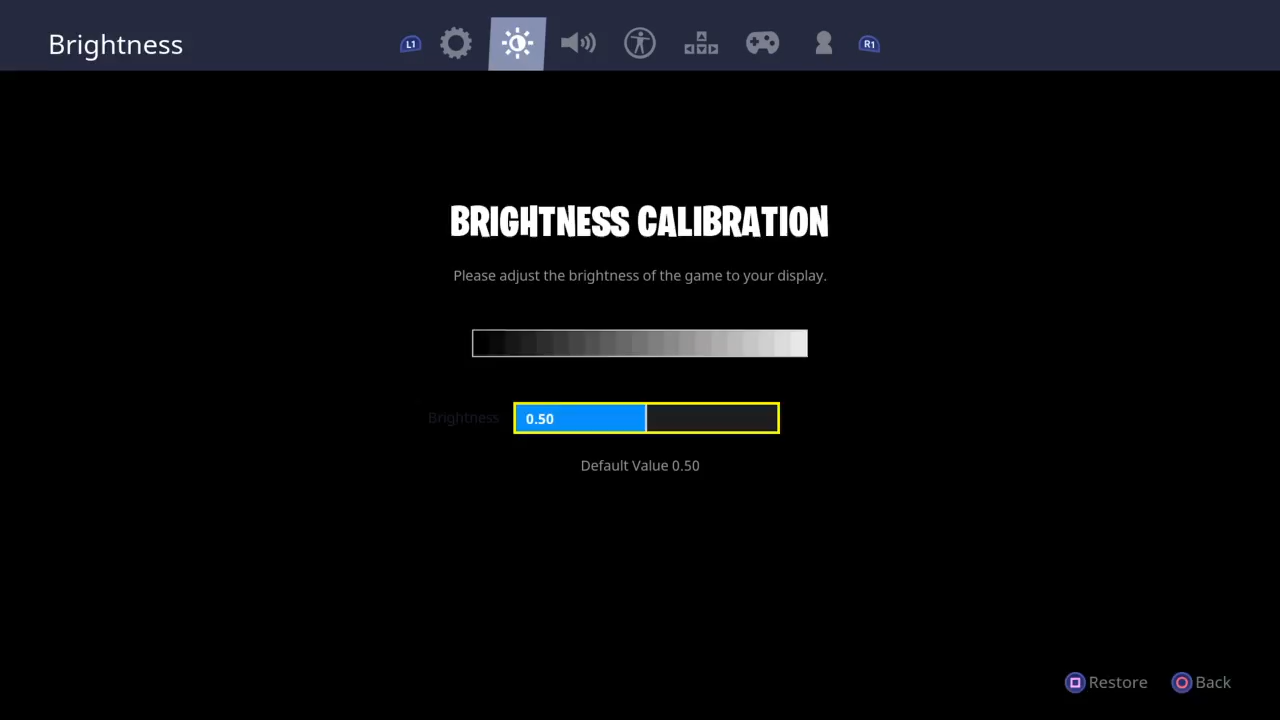 Brightness
L1
R1
BRIGHTNESS CALIBRATION
Please adjust the brightness of the game to your display.
Brightness
0.50
Default Value 0.50
Restore
Back